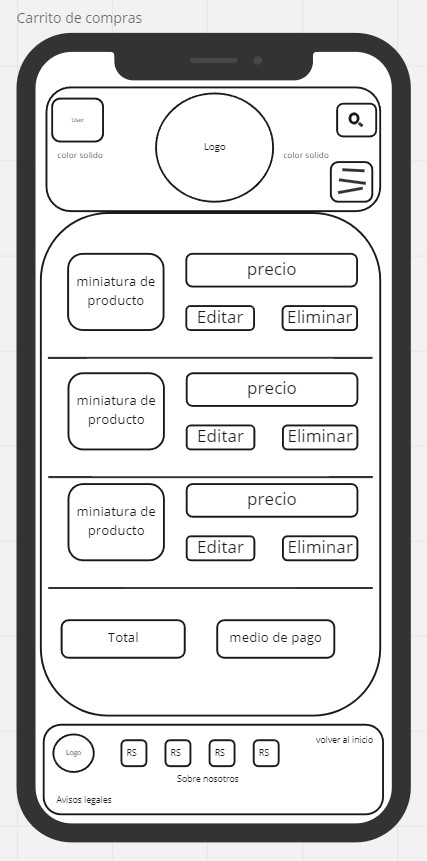 Carrito de compras
User
Logo
color solido
color solido
miniatura de
producto
precio
Editar
Eliminar
miniatura de
producto
precio
Editar
Eliminar
miniatura de
producto
precio
Editar
Eliminar
Total
medio de pago
volver al inicio
Logo
RS
RS
RS
RS
Sobre nosotros
Avisos legales